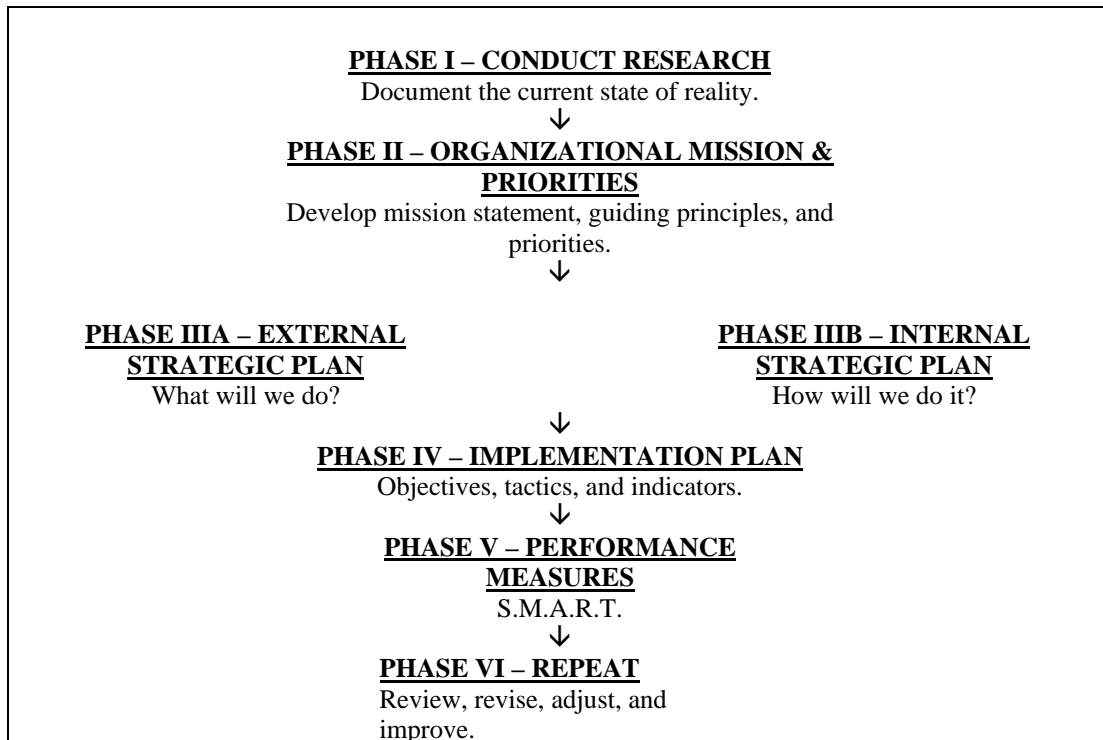 PHASE I – CONDUCT RESEARCH
Document the current state of reality.
↓
PHASE II – ORGANIZATIONAL MISSION &
PRIORITIES
Develop mission statement, guiding principles, and
priorities.
↓
PHASE IIIA – EXTERNAL
STRATEGIC PLAN
What will we do?
PHASE IIIB – INTERNAL
STRATEGIC PLAN
How will we do it?
↓
PHASE IV – IMPLEMENTATION PLAN
Objectives, tactics, and indicators.
↓
PHASE V – PERFORMANCE
MEASURES
S.M.A.R.T.
↓
PHASE VI – REPEAT
Review, revise, adjust, and
improve.